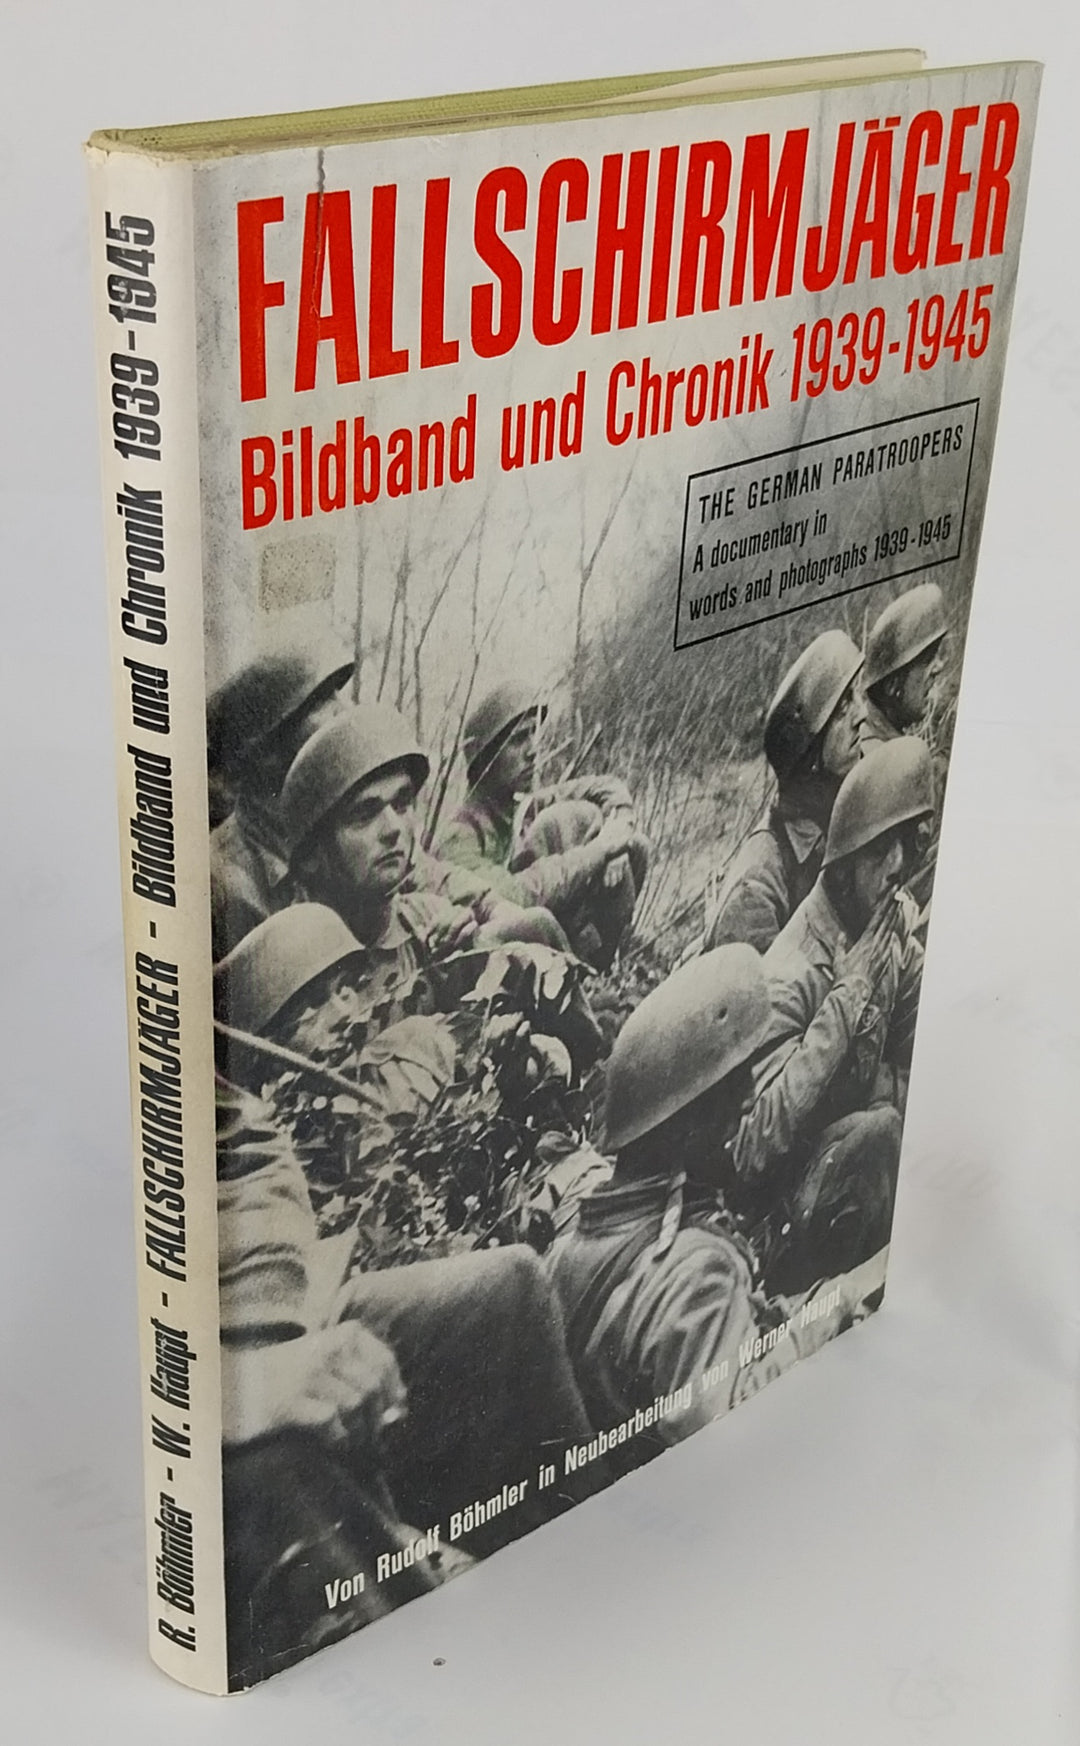 FALLSCHIRMJÄGER
Bildband und Chronik 1939-1945
THE GERMAN PARATROOPERS
A documentary in
words and photographs 1939-1945
Von Rudolf Böhmler in Neubearbeitung von Werner Haupt
R. Böhmler - W. Haupt - FALLSCHIRMJÄGER - Bildband und Chronik 1939-1945